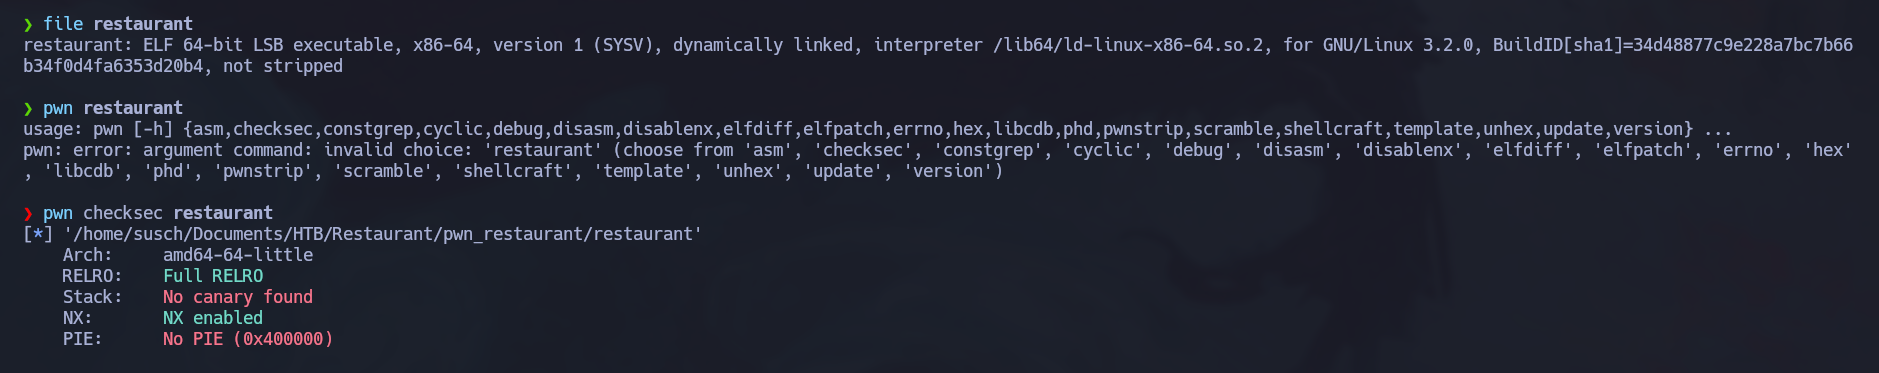 ❯ file restaurant
restaurant: ELF 64-bit LSB executable, x86-64, version 1 (SYSV), dynamically linked, interpreter /lib64/ld-linux-x86-64.so.2, for GNU/Linux 3.2.0, BuildID[sha1]=34d48877c9e228a7bc7b66
b34f0d4fa6353d20b4, not stripped
❯ pwn restaurant
usage: pwn [-h] {asm,checksec,constgrep,cyclic,debug,disasm,disablenx,elfdiff,elfpatch,errno,hex,libcdb,phd,pwnstrip,scramble,shellcraft,template,unhex,update,version} ...
pwn: error: argument command: invalid choice: 'restaurant' (choose from 'asm', 'checksec', 'constgrep', 'cyclic', 'debug', 'disasm', 'disablenx', 'elfdiff', 'elfpatch', 'errno', 'hex'
, 'libcdb', 'phd', 'pwnstrip', 'scramble', 'shellcraft', 'template', 'unhex', 'update', 'version')
❯ pwn checksec restaurant
[*] '/home/susch/Documents/HTB/Restaurant/pwn_restaurant/restaurant'
Arch: amd64-64-little
RELRO: Full RELRO
Stack: No canary found
NX: NX enabled
PIE: No PIE (0x400000)